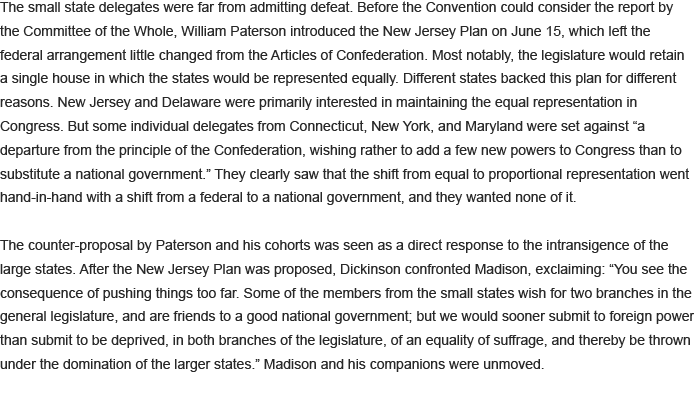 The small state delegates were far from admitting defeat. Before the Convention could consider the report by
the Committee of the Whole, William Paterson introduced the New Jersey Plan on June 15, which left the
federal arrangement little changed from the Articles of Confederation. Most notably, the legislature would retain
a single house in which the states would be represented equally. Different states backed this plan for different
reasons. New Jersey and Delaware were primarily interested in maintaining the equal representation in
Congress. But some individual delegates from Connecticut, New York, and Maryland were set against “a
departure from the principle of the Confederation, wishing rather to add a few new powers to Congress than to
substitute a national government.” They clearly saw that the shift from equal to proportional representation went
hand-in-hand with a shift from a federal to a national government, and they wanted none of it.

The counter-proposal by Paterson and his cohorts was seen as a direct response to the intransigence of the
large states. After the New Jersey Plan was proposed, Dickinson confronted Madison, exclaiming: “You see the
consequence of pushing things too far. Some of the members from the small states wish for two branches in the
general legislature, and are friends to a good national government; but we would sooner submit to foreign power
than submit to be deprived, in both branches of the legislature, of an equality of suffrage, and thereby be thrown
under the domination of the larger states.” Madison and his companions were unmoved.